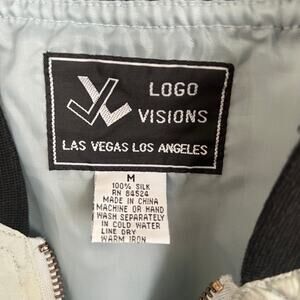 LOGO
VISIONS
LAS VEGAS LOS ANGELES
M
100% SILK
RN 84524
MADE IN CHINA
MACHINE OR HAND
WASH SEPARATELY
IN COLD WATER
LINE DRY
WARM IRON